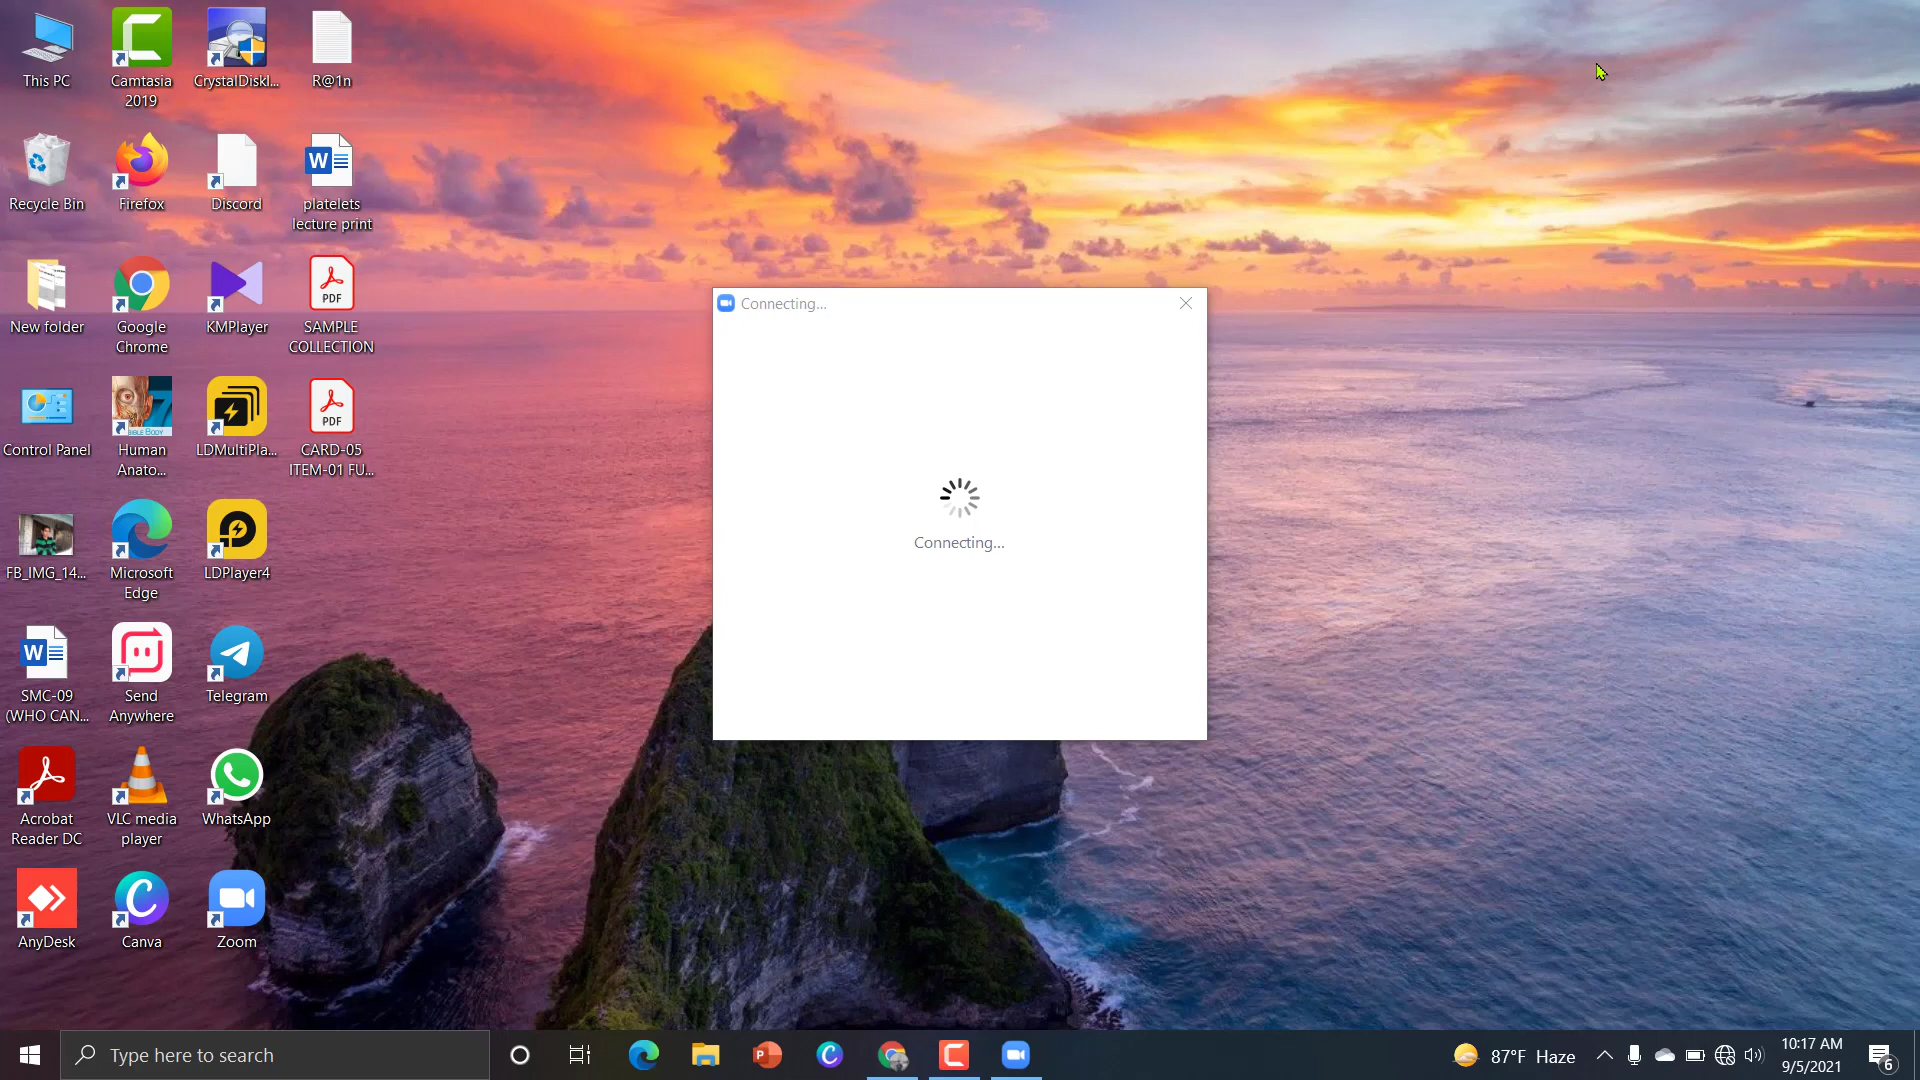 This PC
Camtasia
2019
CrystalDiskI...
R@1n
Recycle Bin
Firefox
Discord
platelets
lecture print
New folder
Google
Chrome
KMPlayer
SAMPLE
COLLECTION
PDF
Control Panel
Human
Anato...
LDMultiPla...
CARD-05
ITEM-01 FU...
PDF
FB_IMG_14...
Microsoft
Edge
LDPlayer4
SMC-09
(WHO CAN...
Send
Anywhere
Telegram
Acrobat
Reader DC
VLC media
player
WhatsApp
AnyDesk
Canva
Zoom
Connecting...
Connecting...
Type here to search
87°F Haze
10:17 AM
9/5/2021
6